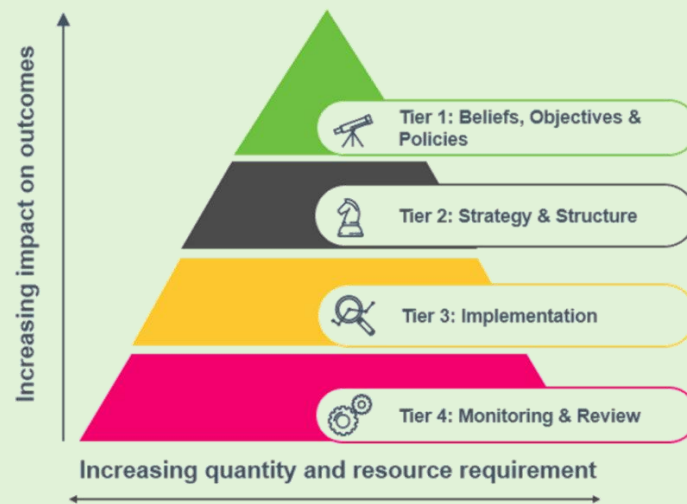 Increasing impact on outcomes
Tier 1: Beliefs, Objectives &
Policies
Tier 2: Strategy & Structure
Tier 3: Implementation
Tier 4: Monitoring & Review
Increasing quantity and resource requirement